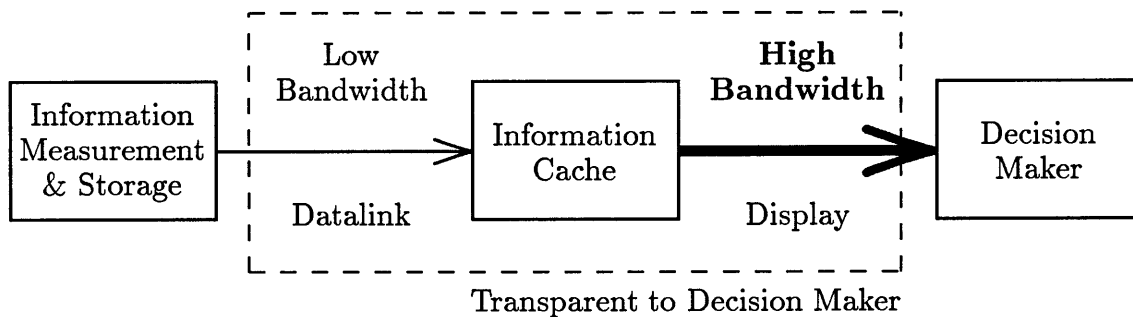 Information
Measurement
& Storage
Low
Bandwidth
Datalink
Information
Cache
High
Bandwidth
Display
Decision
Maker
Transparent to Decision Maker